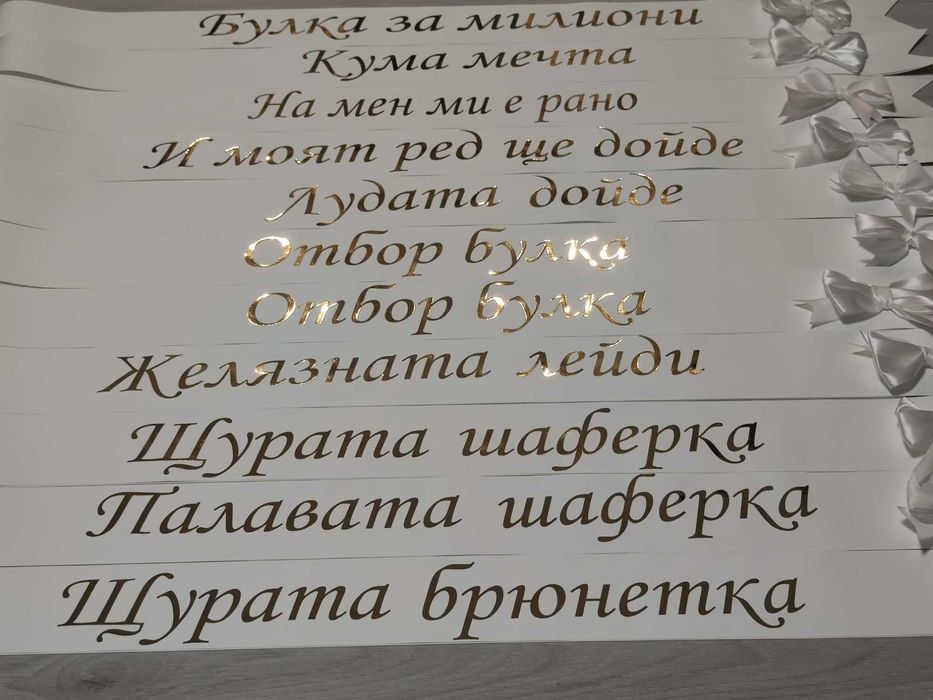 Булка за милиони
Кума мечта
На мен ми е рано
И моят ред ще дойде
Лудата дойде
Отбор булка
Отбор булка
Желязната лейди
Щурата шаферка
Палавата шаферка
Щурата брюнетка